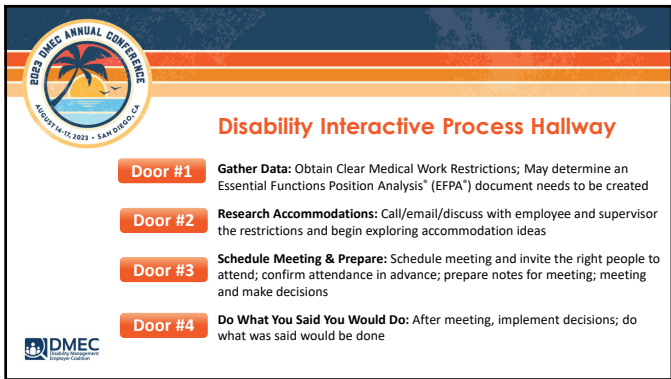 2023 DMEC ANNUAL CONFERENCE
AUGUST 14-17, 2023 • SAN DIEGO, CA
Disability Interactive Process Hallway
Door #1
Gather Data: Obtain Clear Medical Work Restrictions; May determine an
Essential Functions Position Analysis® (EFPA®) document needs to be created
Door #2
Research Accommodations: Call/email/discuss with employee and supervisor
the restrictions and begin exploring accommodation ideas
Door #3
Schedule Meeting & Prepare: Schedule meeting and invite the right people to
attend; confirm attendance in advance; prepare notes for meeting; meeting
and make decisions
Door #4
Do What You Said You Would Do: After meeting, implement decisions; do
what was said would be done
DMEC
Disability Management
Employer Coalition